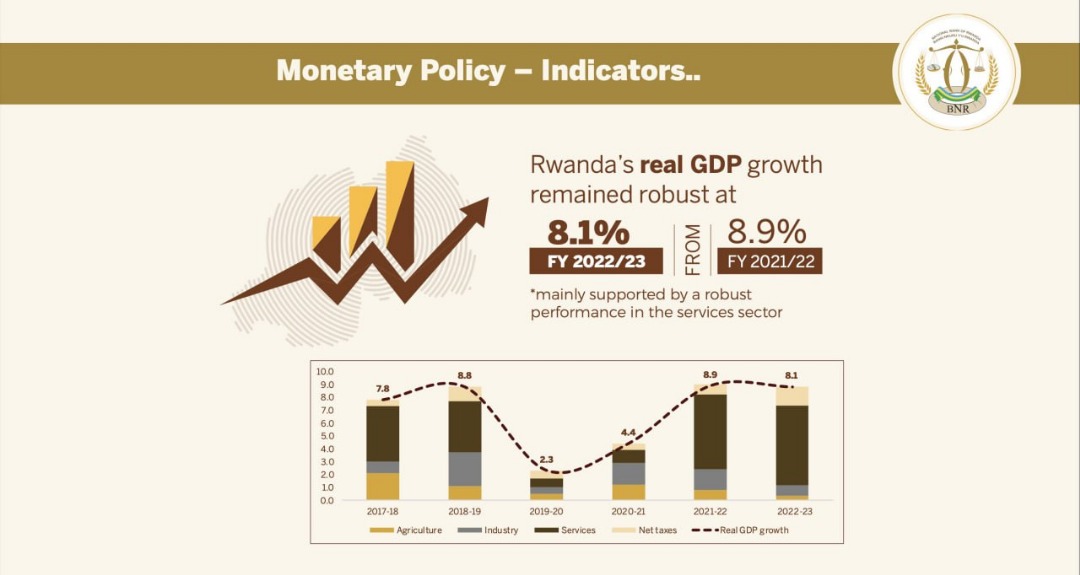 Monetary Policy – Indicators..
BNR
Rwanda's real GDP growth
remained robust at
8.1%
FY 2022/23
FROM
8.9%
FY 2021/22
*mainly supported by a robust
performance in the services sector
10.0
9.0
8.0
7.0
6.0
5.0
4.0
3.0
2.0
1.0
0.0
7.8
8.8
2.3
4.4
8.9
8.1
2017-18
2018-19
2019-20
2020-21
2021-22
2022-23
Agriculture
Industry
Services
Net taxes
Real GDP growth